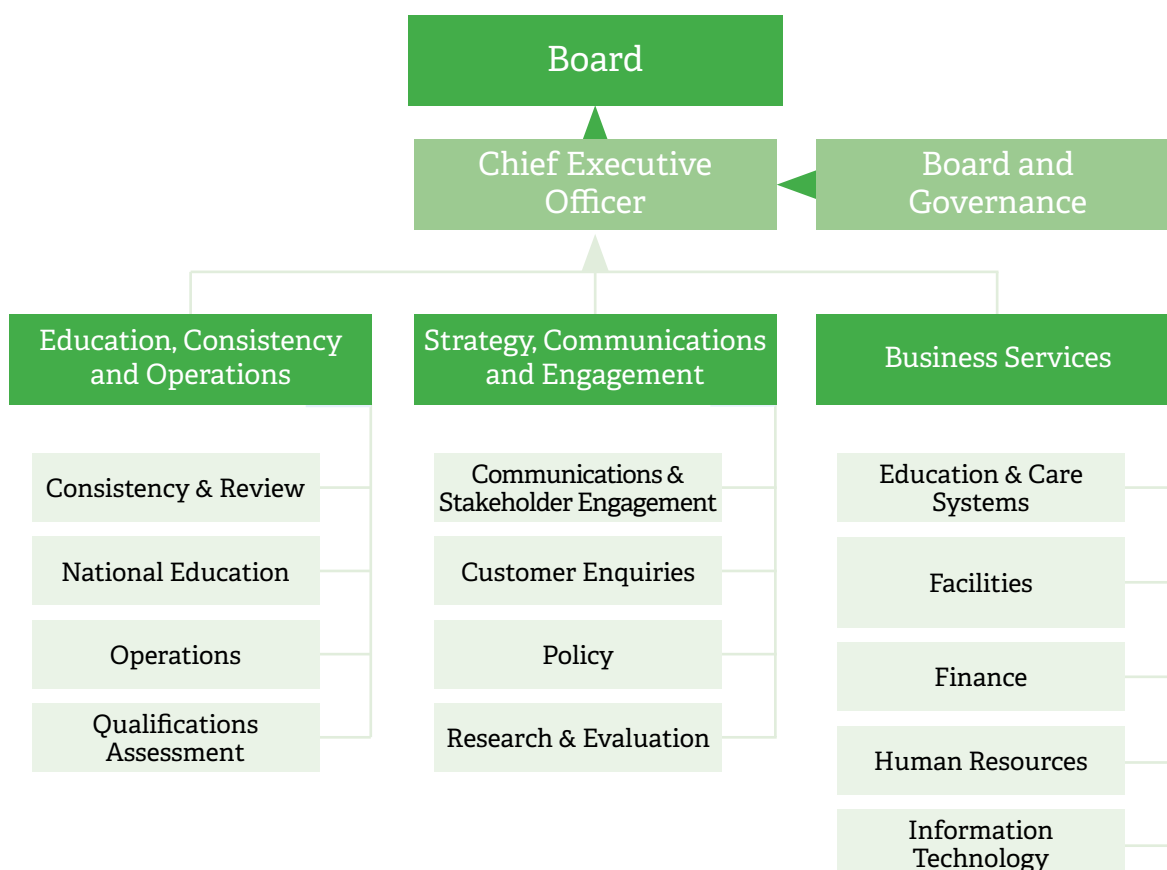 Board
Chief Executive
Officer
Board and
Governance
Education, Consistency
and Operations
Strategy, Communications
and Engagement
Business Services
Consistency & Review
National Education
Operations
Qualifications
Assessment
Communications &
Stakeholder Engagement
Customer Enquiries
Policy
Research & Evaluation
Education & Care
Systems
Facilities
Finance
Human Resources
Information
Technology